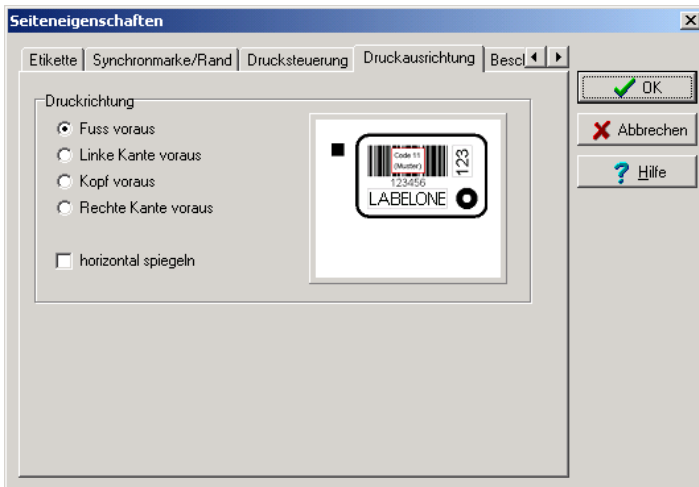 Seiteneigenschaften
Etikette Synchronmarke/Rand Drucksteuerung Druckausrichtung Bescl
Druckrichtung
Fuss voraus
Linke Kante voraus
Kopf voraus
Rechte Kante voraus
horizontal spiegeln
Code 11
(Muster)
123
123456
LABELONE
OK
Abbrechen
Hilfe